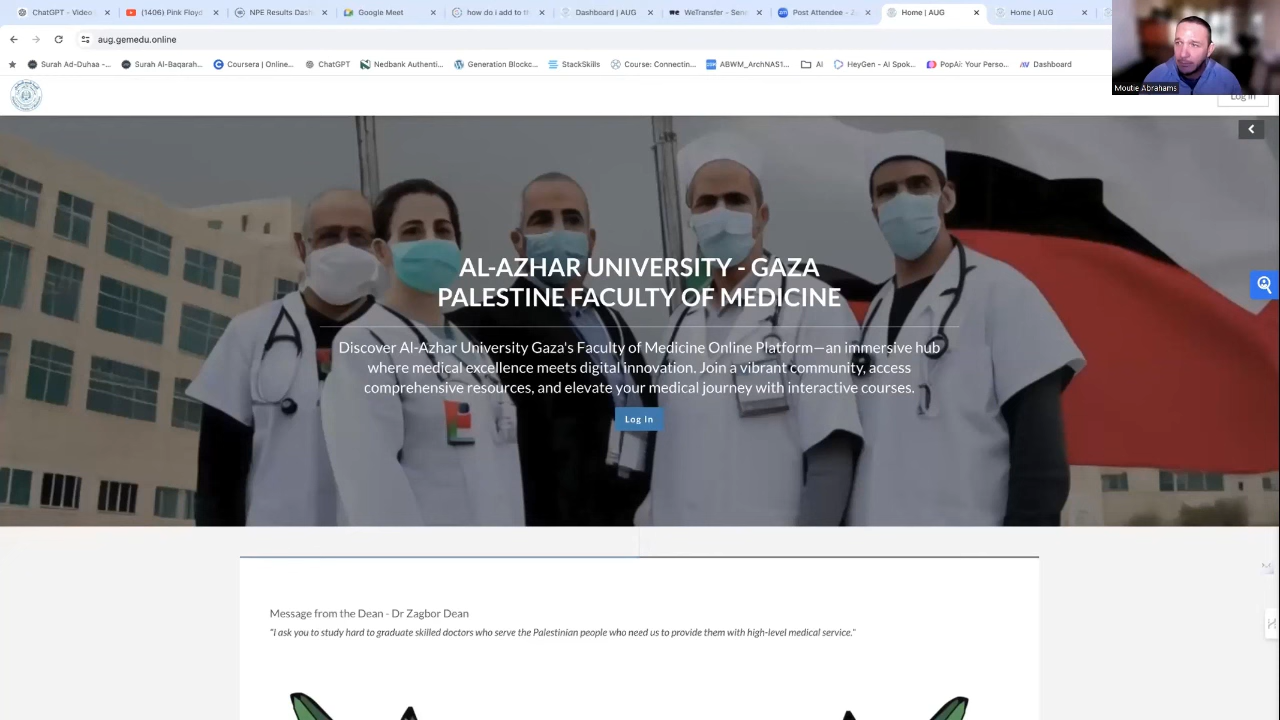 ChatGPT - Video
(1406) Pink Floyd
NPE Results Dash
Google Meet
how do i add to th
Dashboard | AUG
WeTransfer - Sen
Post Attendee - Z
Home | AUG
Home | AUG
aug.gemedu.online
Surah Ad-Duhaa -...
Surah Al-Baqarah...
Coursera | Online...
ChatGPT
Nedbank Authenti...
Generation Blockc...
StackSkills
Course: Connectin...
ABWM_ArchNAS1...
AI
HeyGen - AI Spok...
PopAi: Your Perso...
Dashboard
Moutie Abrahams
Log in
AL-AZHAR UNIVERSITY - GAZA
PALESTINE FACULTY OF MEDICINE
Discover Al-Azhar University Gaza's Faculty of Medicine Online Platform—an immersive hub
where medical excellence meets digital innovation. Join a vibrant community, access
comprehensive resources, and elevate your medical journey with interactive courses.
Log In
Message from the Dean - Dr Zagbor Dean
"I ask you to study hard to graduate skilled doctors who serve the Palestinian people who need us to provide them with high-level medical service."